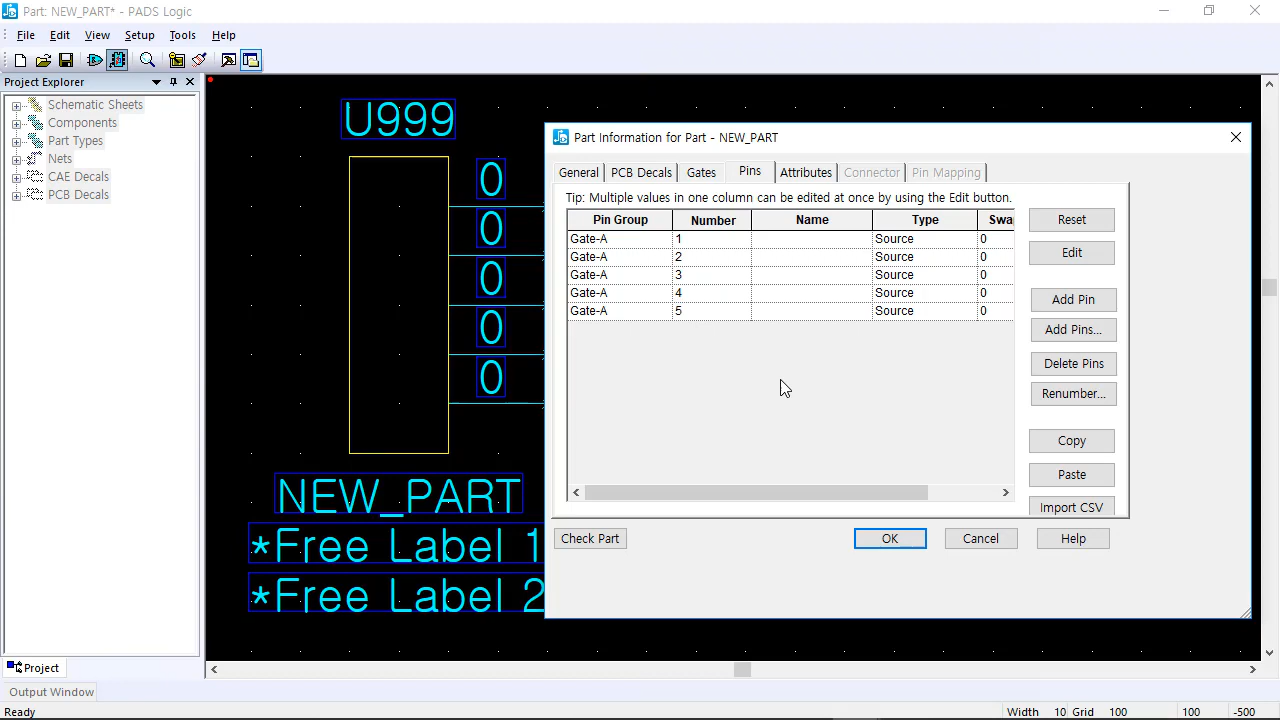 Part: NEW_PART* - PADS Logic
File Edit View Setup Tools Help
Project Explorer
Schematic Sheets
Components
Part Types
Nets
CAE Decals
PCB Decals
Project
U999
0
0
0
0
0
NEW_PART
*Free Label 1
*Free Label 2
Part Information for Part - NEW_PART
General PCB Decals Gates Pins Attributes Connector Pin Mapping
Tip: Multiple values in one column can be edited at once by using the Edit button.
Pin Group Number Name Type Swap
Gate-A 1 Source 0
Gate-A 2 Source 0
Gate-A 3 Source 0
Gate-A 4 Source 0
Gate-A 5 Source 0
Reset
Edit
Add Pin
Add Pins...
Delete Pins
Renumber...
Copy
Paste
Import CSV
Check Part OK Cancel Help
Output Window
Ready Width 10 Grid 100 100 -500